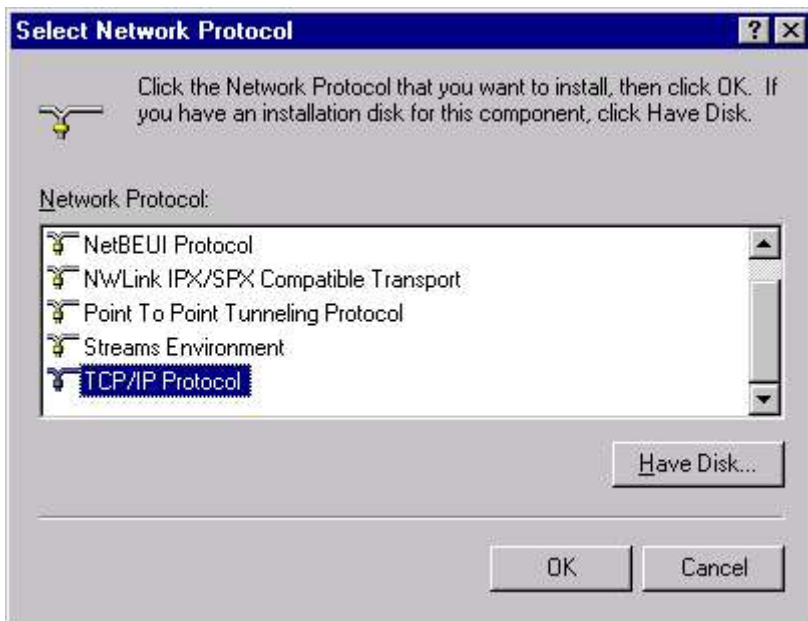 Select Network Protocol
Click the Network Protocol that you want to install, then click OK. If
you have an installation disk for this component, click Have Disk.
Network Protocol:
NetBEUI Protocol
NWLink IPX/SPX Compatible Transport
Point To Point Tunneling Protocol
Streams Environment
TCP/IP Protocol
Have Disk...
OK Cancel